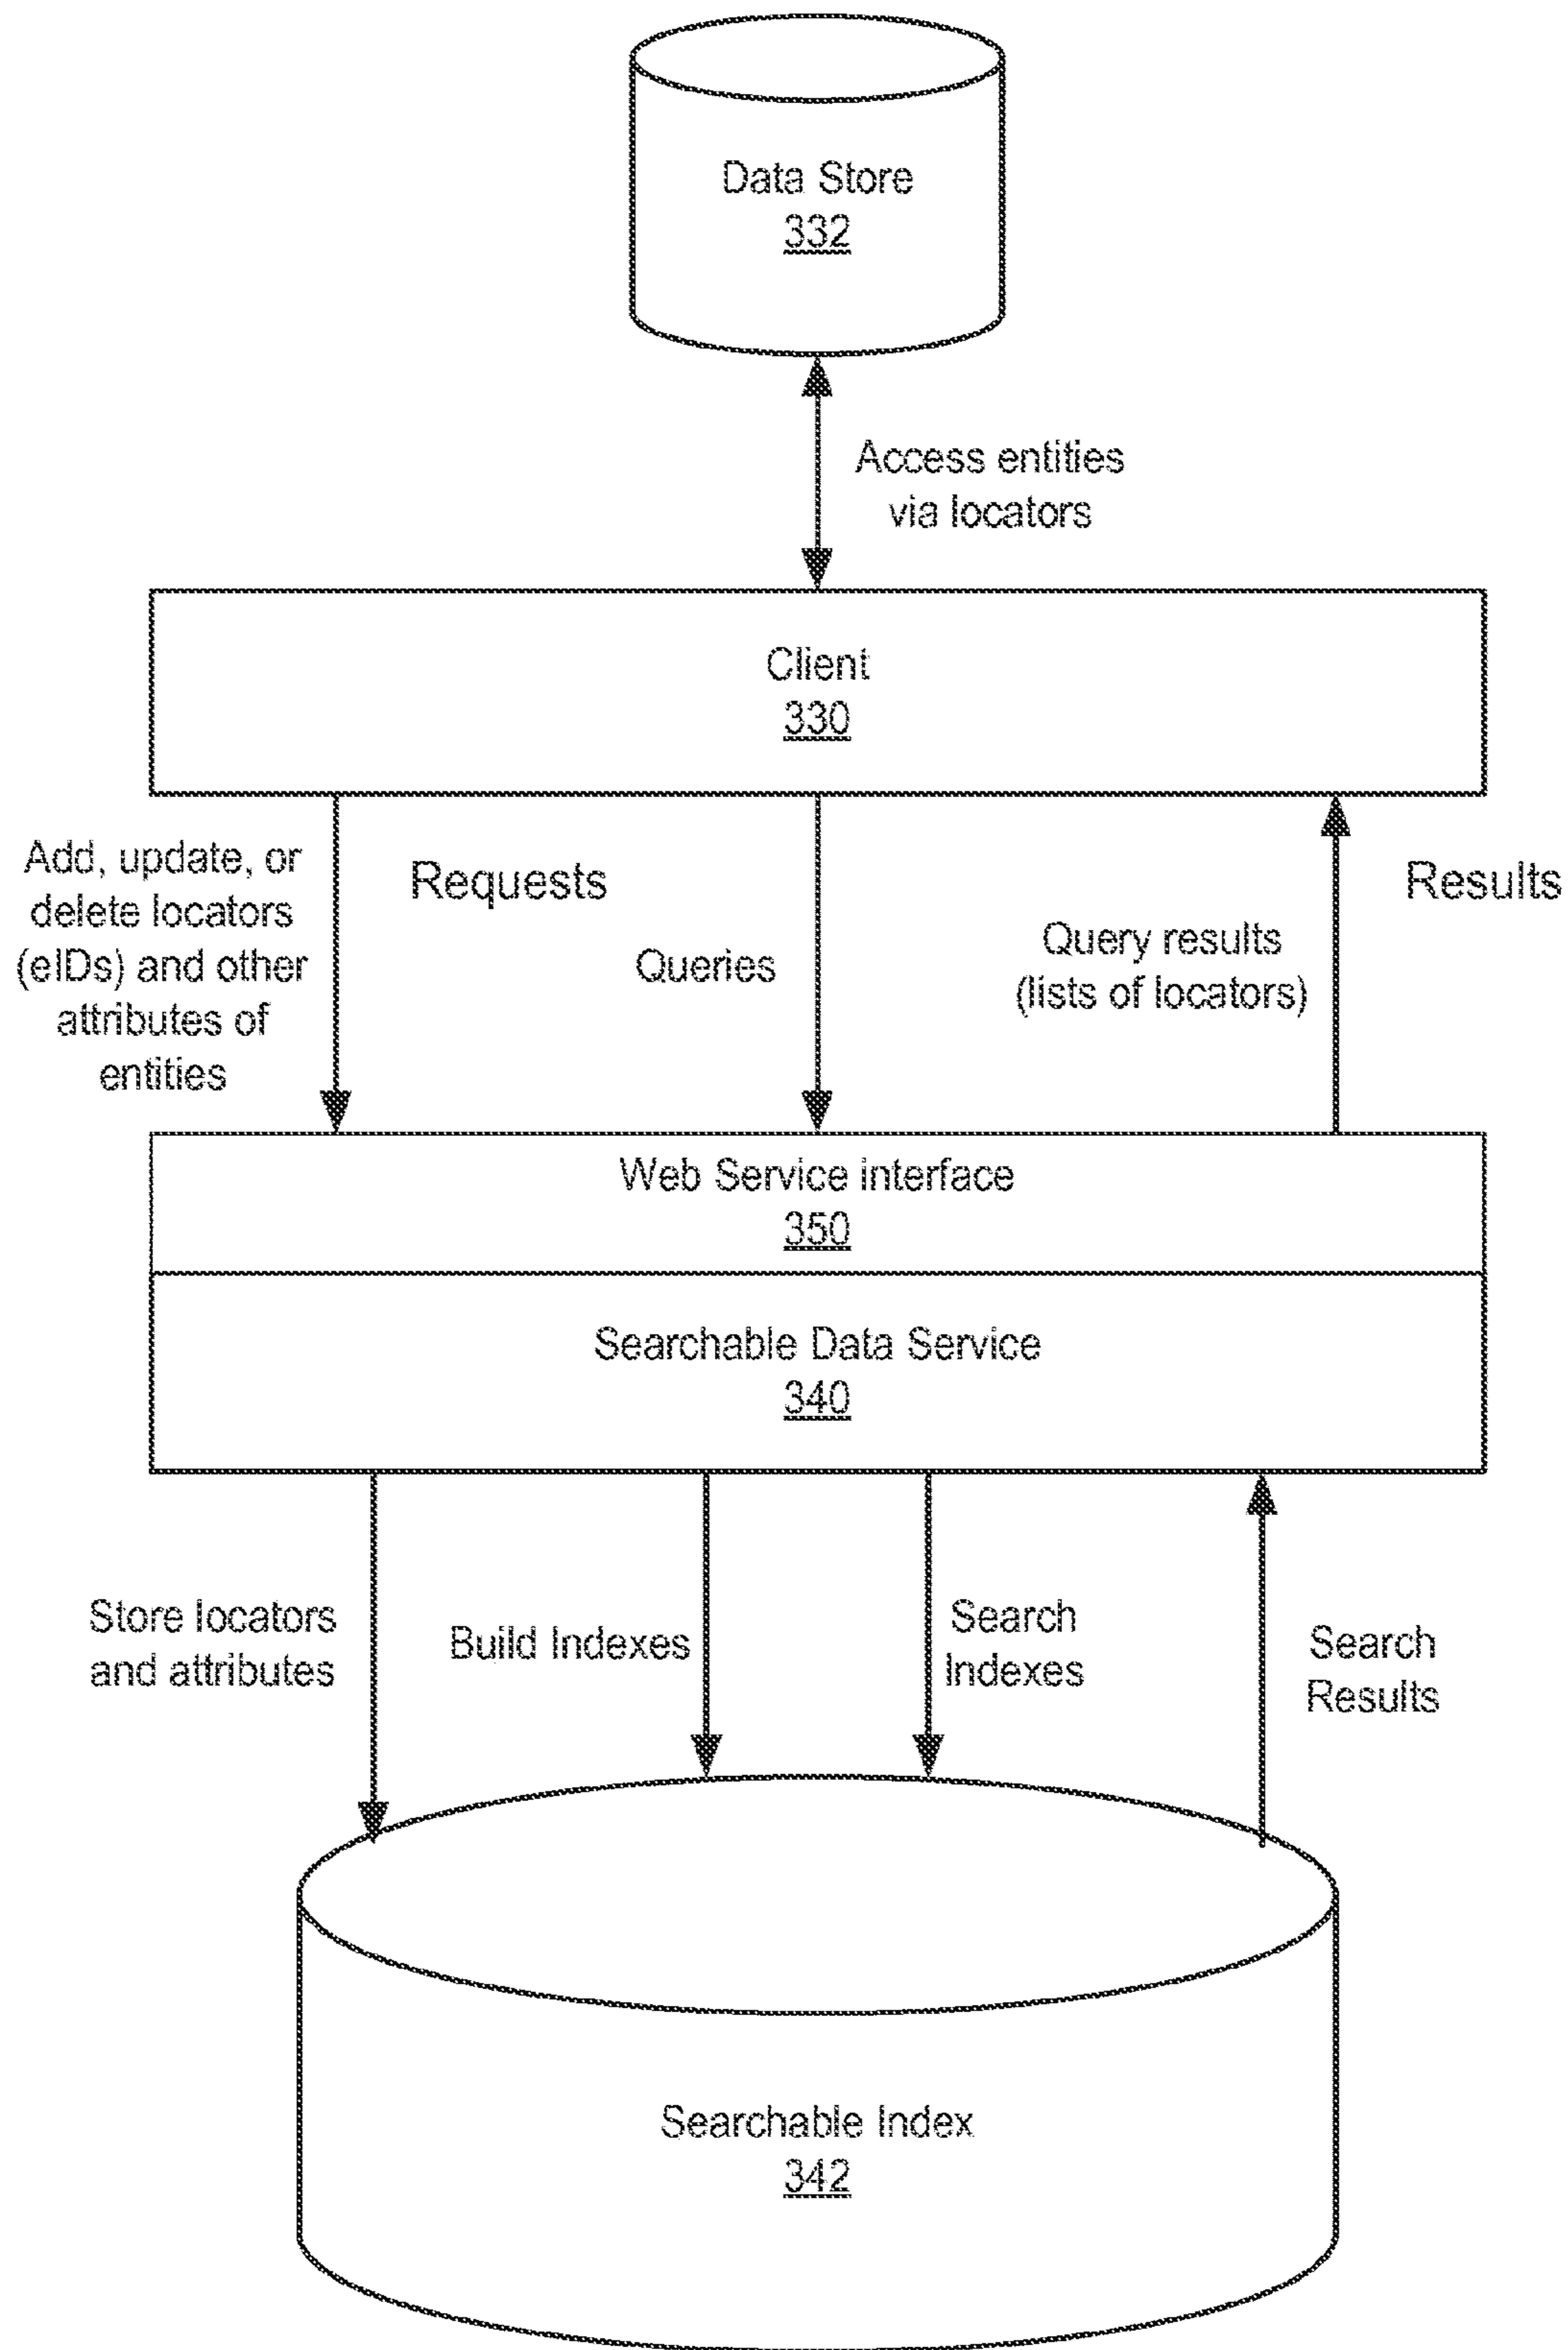 Data Store
332
Access entities
via locators
Client
330
Add, update, or
delete locators
(eIDs) and other
attributes of
entities
Requests
Queries
Query results
(lists of locators)
Results
Web Service interface
350
Searchable Data Service
340
Store locators
and attributes
Build Indexes
Search
Indexes
Search
Results
Searchable Index
342